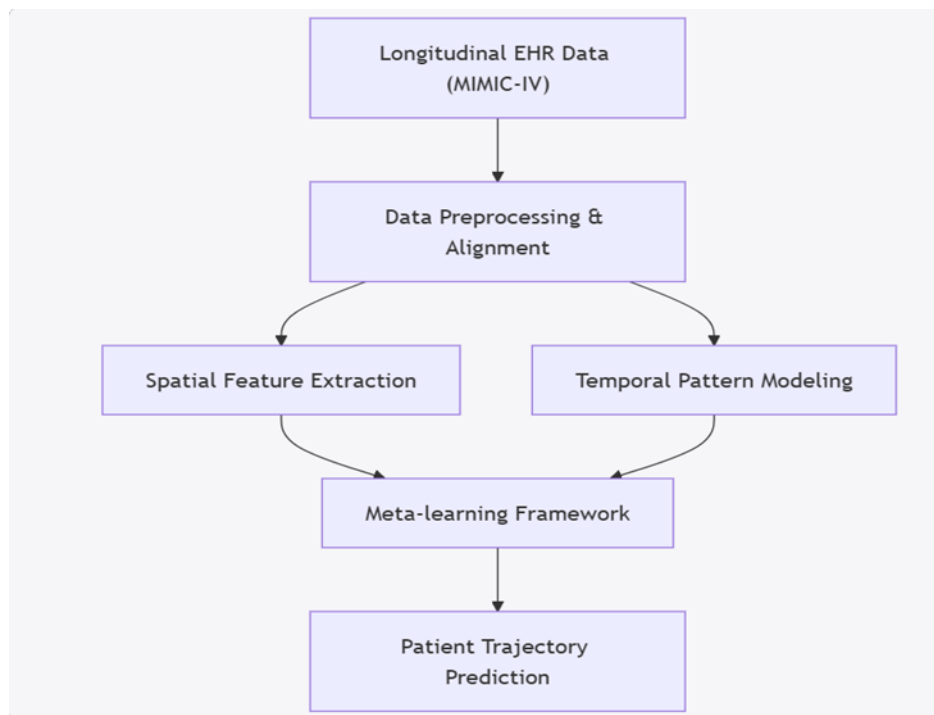 Longitudinal EHR Data
(MIMIC-IV)
Data Preprocessing &
Alignment
Spatial Feature Extraction
Temporal Pattern Modeling
Meta-learning Framework
Patient Trajectory
Prediction